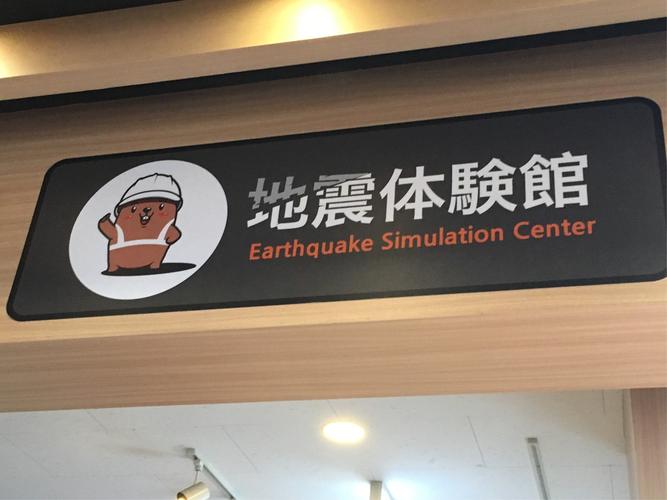 地震体験館
Earthquake Simulation Center